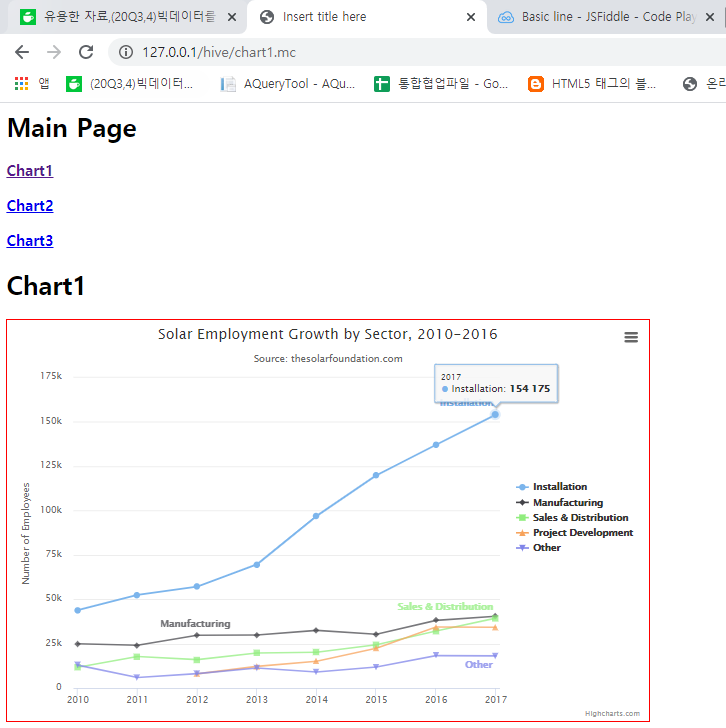 유용한 자료,(20Q3,4)빅데이터를
Insert title here
Basic line - JSFiddle - Code Play
127.0.0.1/hive/chart1.mc
앱
(20Q3,4)빅데이터...
AQueryTool - AQu...
통합협업파일 - Go...
HTML5 태그의 블...
온라
Main Page
Chart1
Chart2
Chart3
Chart1
Solar Employment Growth by Sector, 2010-2016
Source: thesolarfoundation.com
2017
Installation: 154 175
Installation
175k
150k
125k
100k
75k
50k
25k
0
Number of Employees
Manufacturing
Sales & Distribution
Other
Installation
Manufacturing
Sales & Distribution
Project Development
Other
2010 2011 2012 2013 2014 2015 2016 2017
Highcharts.com